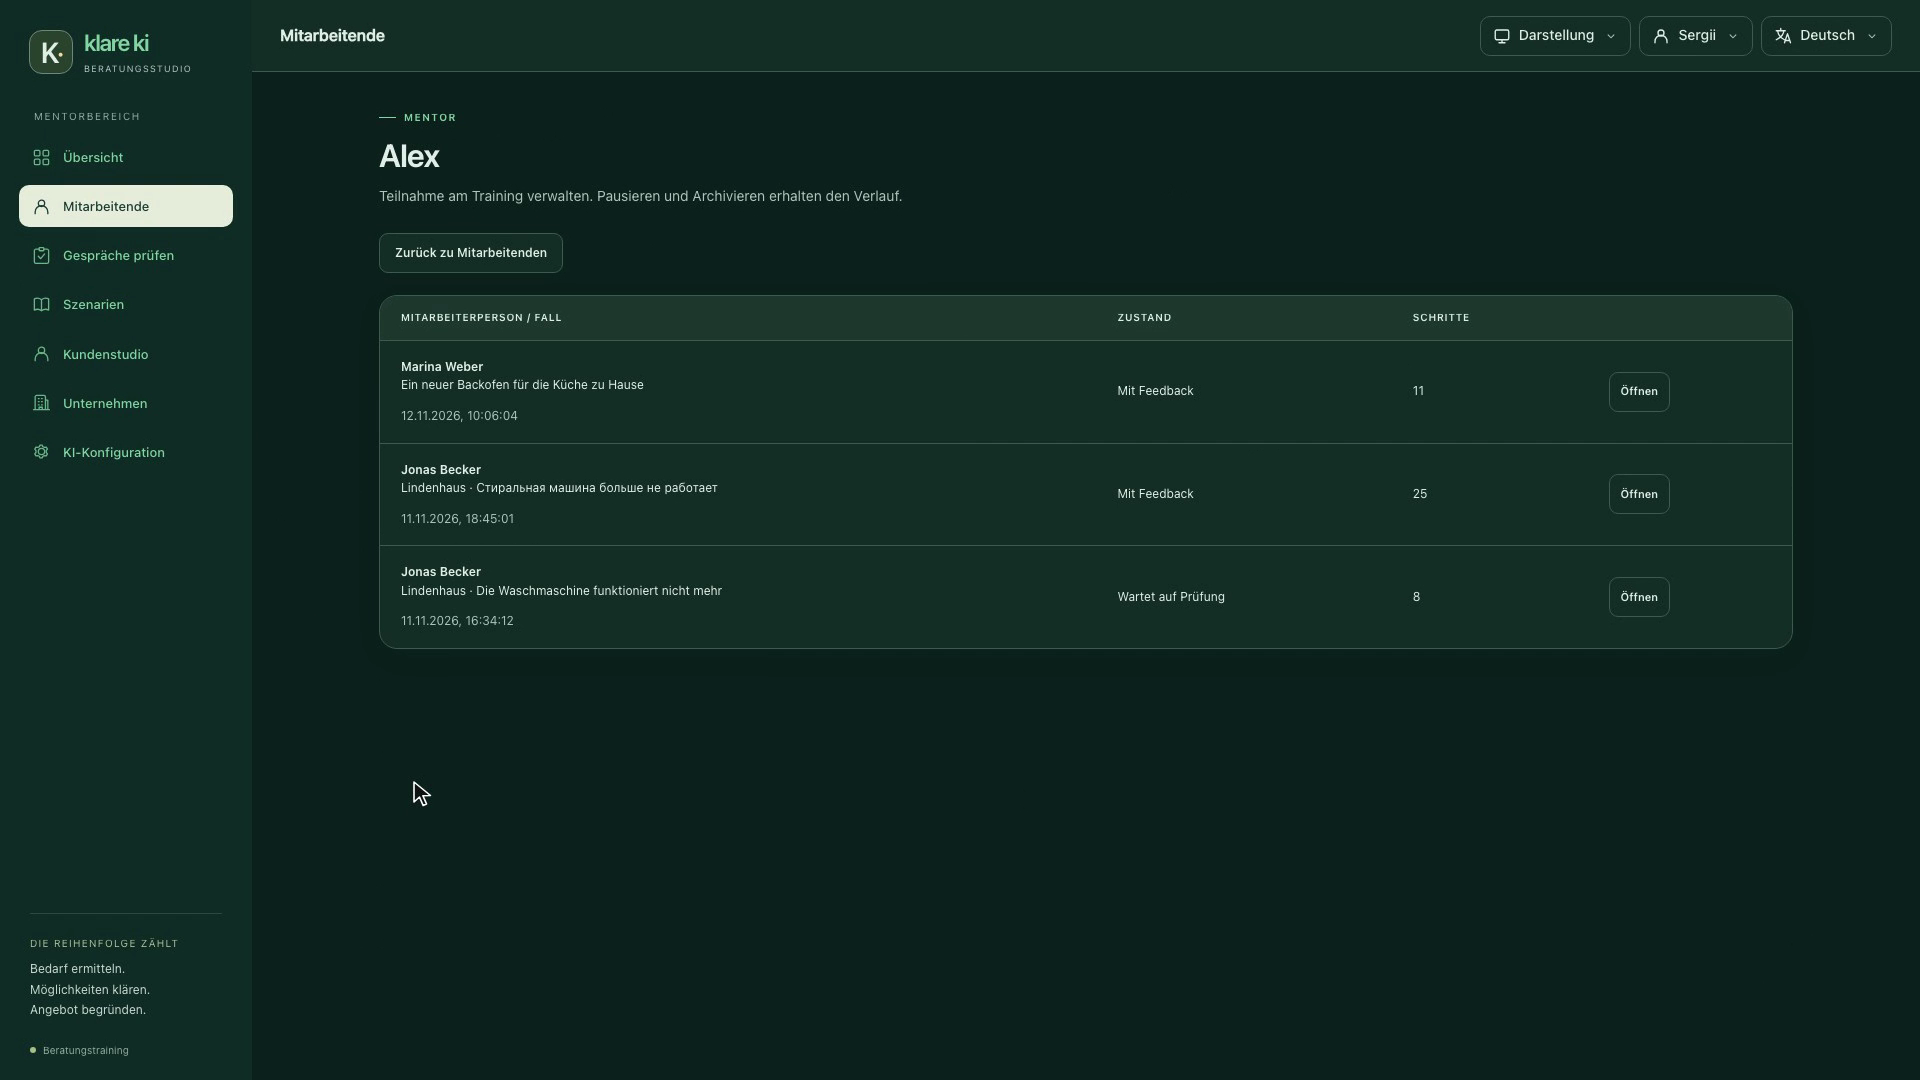 K.
klare ki
BERATUNGSSTUDIO
MENTORBEREICH
Übersicht
Mitarbeitende
Gespräche prüfen
Szenarien
Kundenstudio
Unternehmen
KI-Konfiguration
DIE REIHENFOLGE ZÄHLT
Bedarf ermitteln.
Möglichkeiten klären.
Angebot begründen.
Beratungstraining
Mitarbeitende
Darstellung
Sergii
Deutsch
MENTOR
Alex
Teilnahme am Training verwalten. Pausieren und Archivieren erhalten den Verlauf.
Zurück zu Mitarbeitenden
MITARBEITERPERSON / FALL ZUSTAND SCHRITTE
Marina Weber
Ein neuer Backofen für die Küche zu Hause
12.11.2026, 10:06:04
Mit Feedback
11
Öffnen
Jonas Becker
Lindenhaus · Стиральная машина больше не работает
11.11.2026, 18:45:01
Mit Feedback
25
Öffnen
Jonas Becker
Lindenhaus · Die Waschmaschine funktioniert nicht mehr
11.11.2026, 16:34:12
Wartet auf Prüfung
8
Öffnen